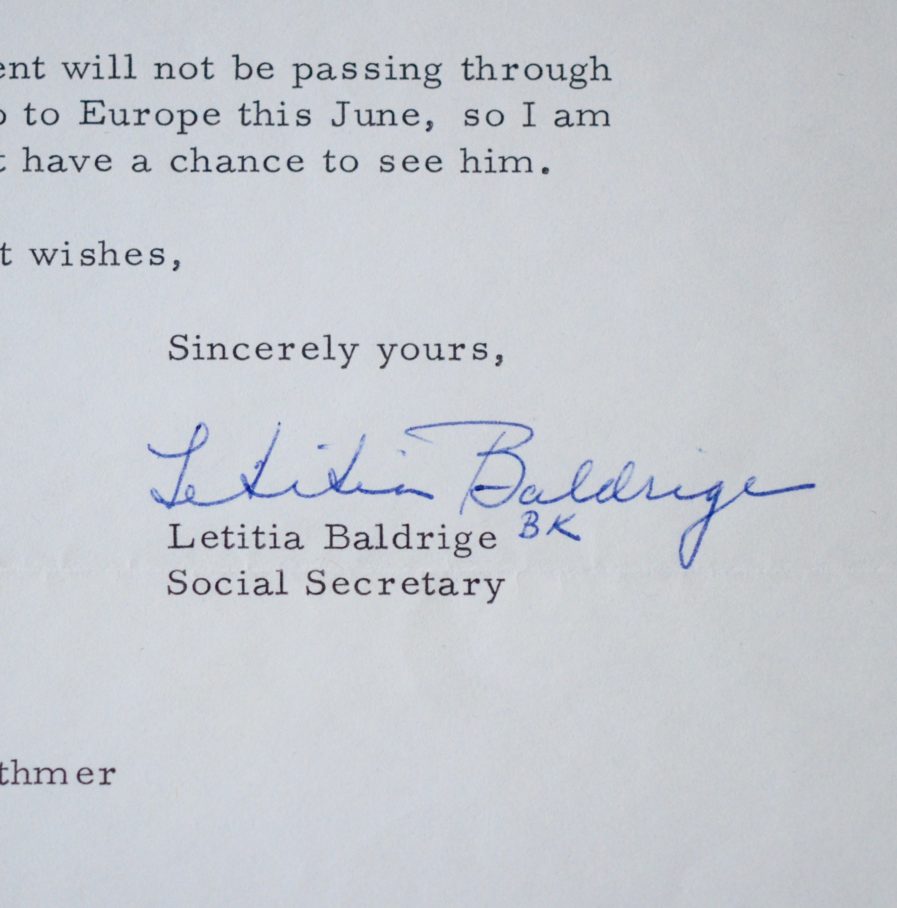 will not be passing through
to Europe this June, so I am
have a chance to see him.
wishes,
Sincerely yours,
Letitia Baldrige
Letitia Baldrige BK
Social Secretary
thmer